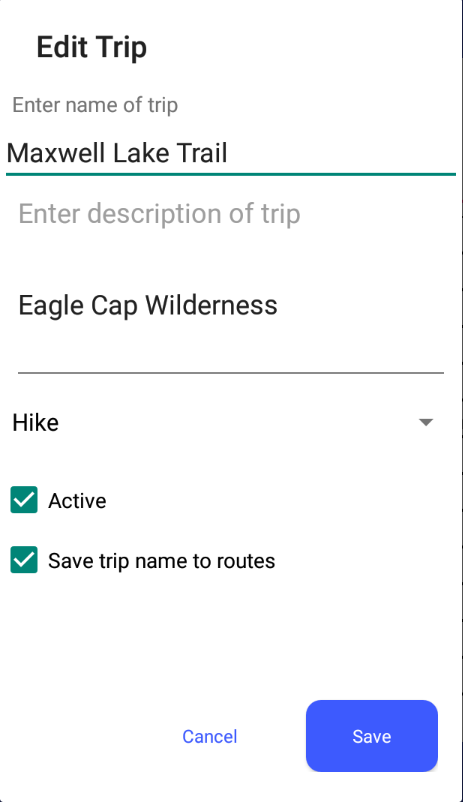 Edit Trip
Enter name of trip
Maxwell Lake Trail
Enter description of trip
Eagle Cap Wilderness
Hike
Active
Save trip name to routes
Cancel
Save